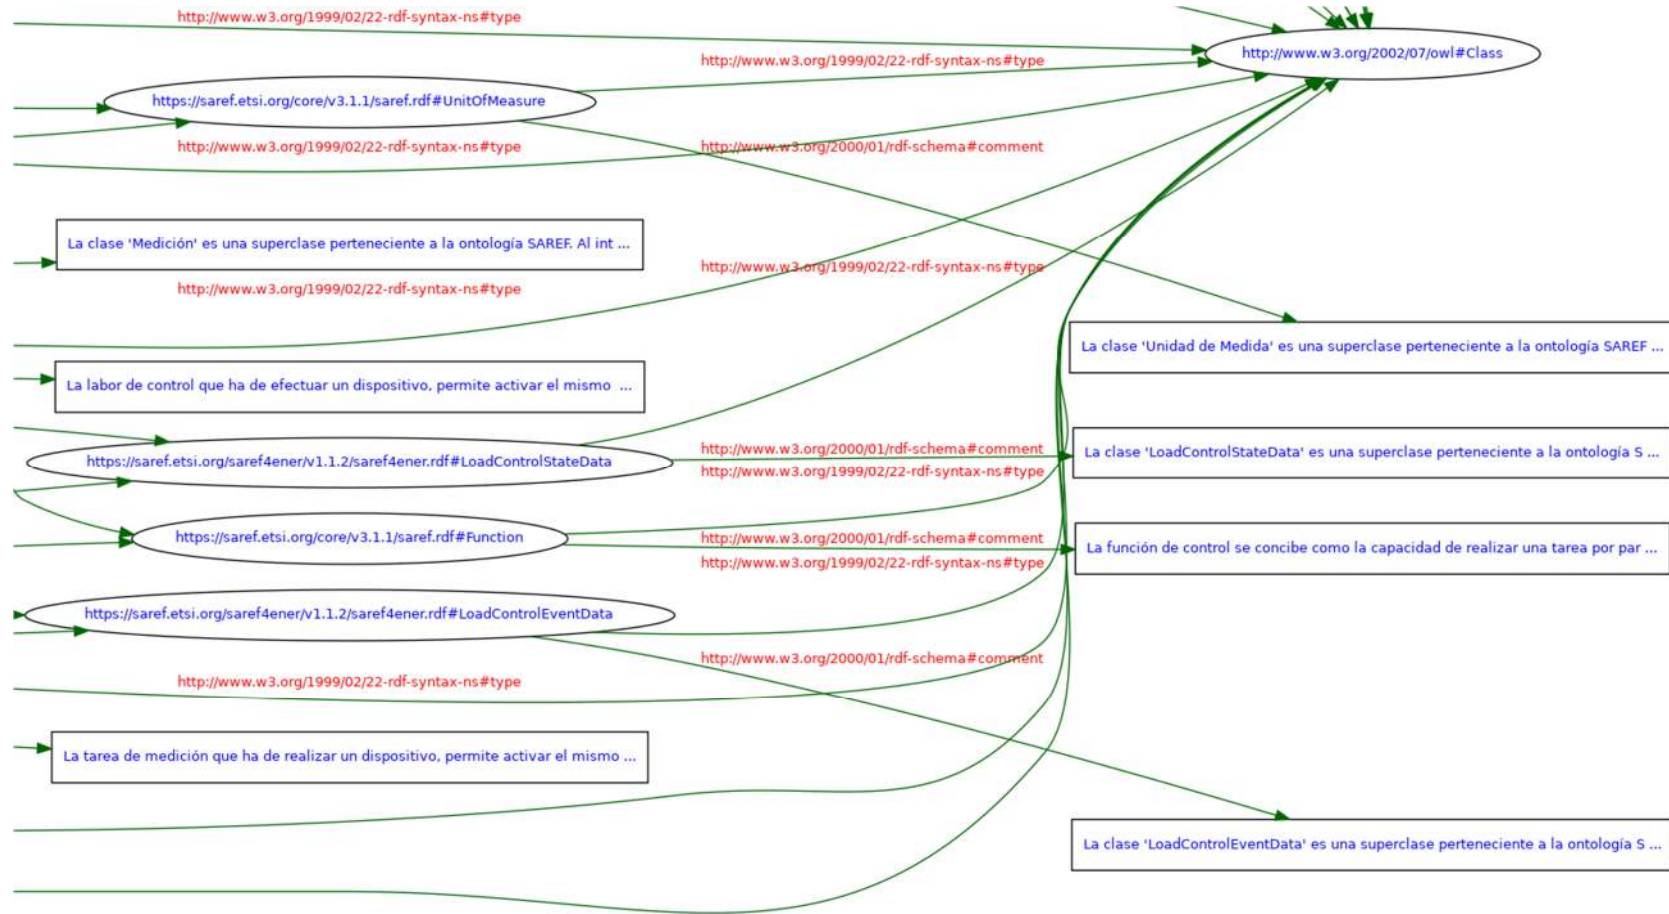 http://www.w3.org/1999/02/22-rdf-syntax-ns#type
http://www.w3.org/2002/07/owl#Class
http://www.w3.org/1999/02/22-rdf-syntax-ns#type
https://saref.etsi.org/core/v3.1.1/saref.rdf#UnitOfMeasure
http://www.w3.org/1999/02/22-rdf-syntax-ns#type
http://www.w3.org/2000/01/rdf-schema#comment
La clase 'Medición' es una superclase perteneciente a la ontología SAREF. Al int ...
http://www.w3.org/1999/02/22-rdf-syntax-ns#type
http://www.w3.org/1999/02/22-rdf-syntax-ns#type
La clase 'Unidad de Medida' es una superclase perteneciente a la ontología SAREF ...
La labor de control que ha de efectuar un dispositivo, permite activar el mismo ...
http://www.w3.org/2000/01/rdf-schema#comment
La clase 'LoadControlStateData' es una superclase perteneciente a la ontología S ...
https://saref.etsi.org/saref4ener/v1.1.2/saref4ener.rdf#LoadControlStateData
http://www.w3.org/1999/02/22-rdf-syntax-ns#type
https://saref.etsi.org/core/v3.1.1/saref.rdf#Function
http://www.w3.org/2000/01/rdf-schema#comment
La función de control se concibe como la capacidad de realizar una tarea por par ...
http://www.w3.org/1999/02/22-rdf-syntax-ns#type
https://saref.etsi.org/saref4ener/v1.1.2/saref4ener.rdf#LoadControlEventData
http://www.w3.org/2000/01/rdf-schema#comment
http://www.w3.org/1999/02/22-rdf-syntax-ns#type
La tarea de medición que ha de realizar un dispositivo, permite activar el mismo ...
La clase 'LoadControlEventData' es una superclase perteneciente a la ontología S ...